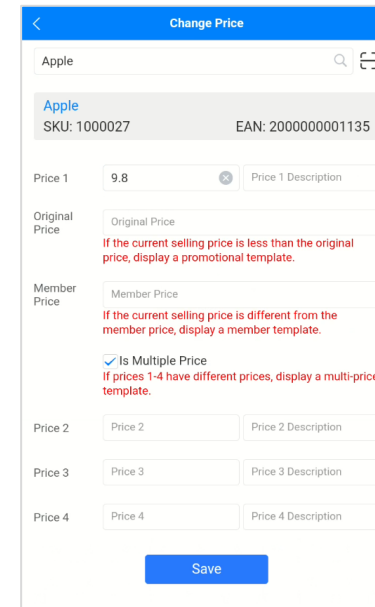 Change Price
Apple
Apple
SKU: 1000027 EAN: 2000000001135
Price 1 9.8 Price 1 Description
Original
Price
Original Price
If the current selling price is less than the original
price, display a promotional template.
Member
Price
Member Price
If the current selling price is different from the
member price, display a member template.
Is Multiple Price
If prices 1-4 have different prices, display a multi-price
template.
Price 2 Price 2 Price 2 Description
Price 3 Price 3 Price 3 Description
Price 4 Price 4 Price 4 Description
Save